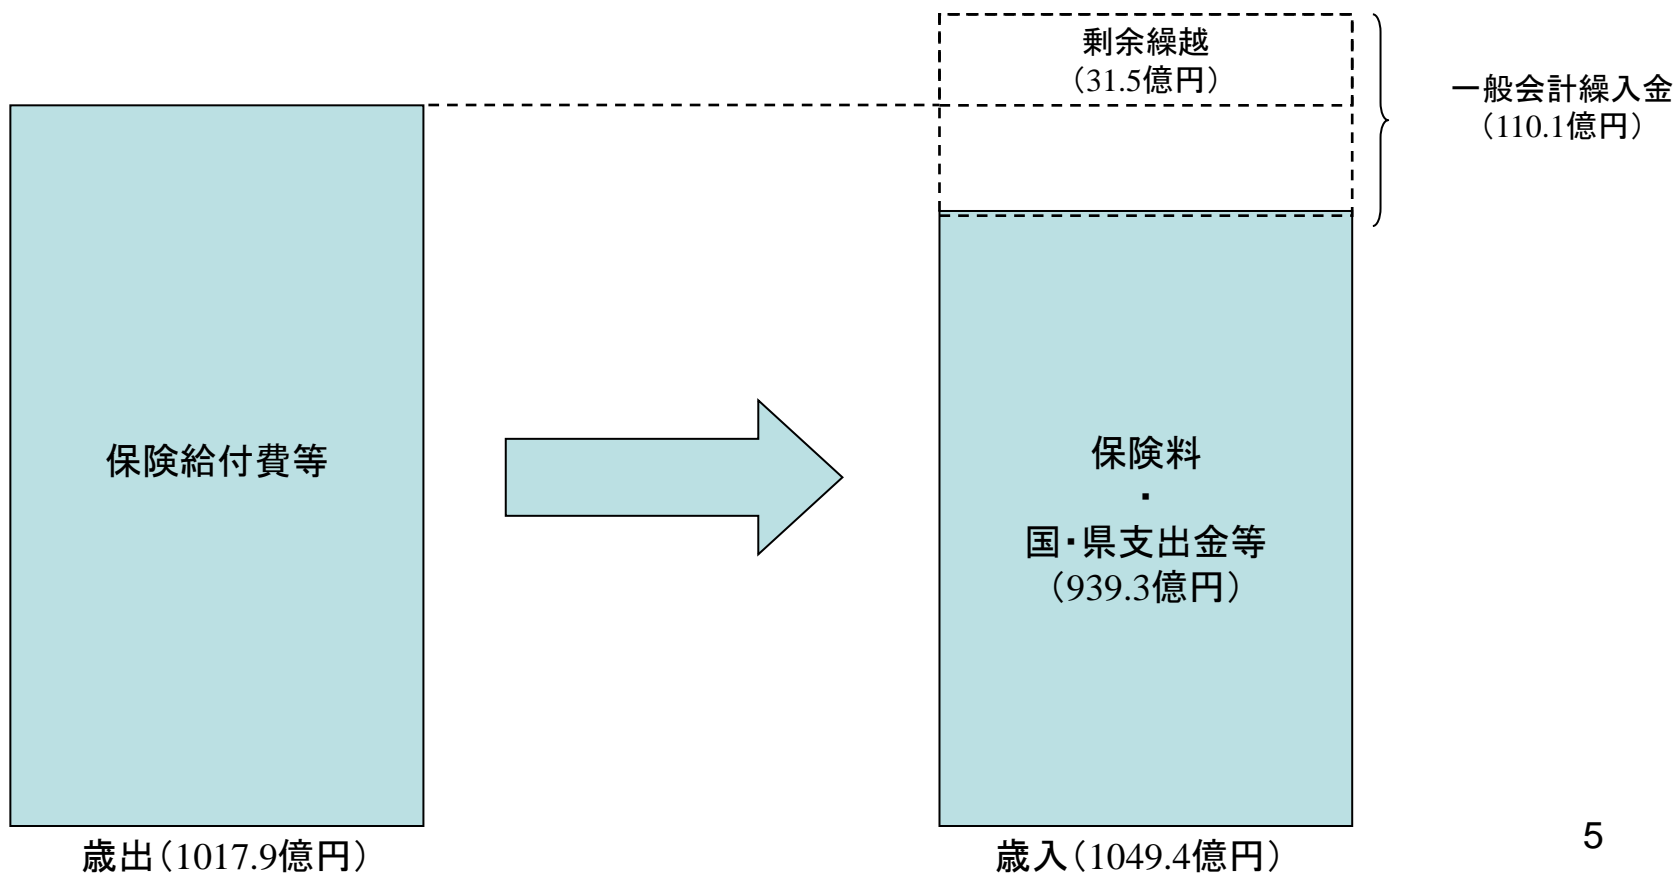 剰余繰越
（31.5億円）
一般会計繰入金
（110.1億円）
保険給付費等
保険料
・
国・県支出金等
（939.3億円）
歳出（1017.9億円）
歳入（1049.4億円）
5